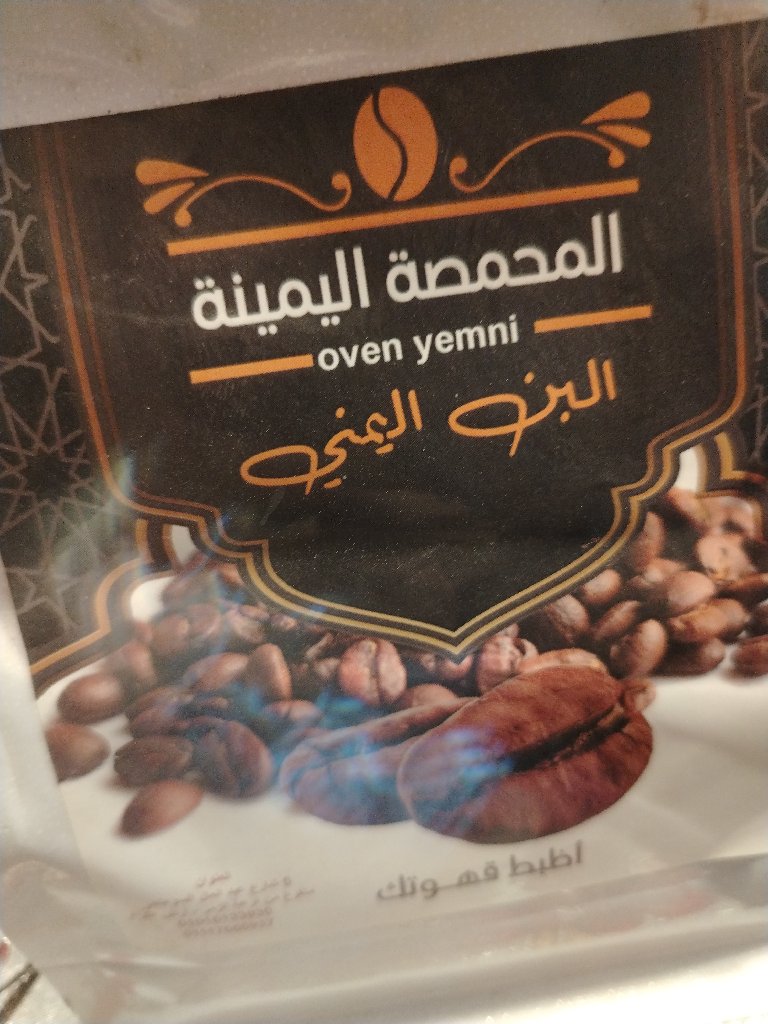 المحمصة اليمينة
oven yemni
البن اليمني
اظبط قهوتك